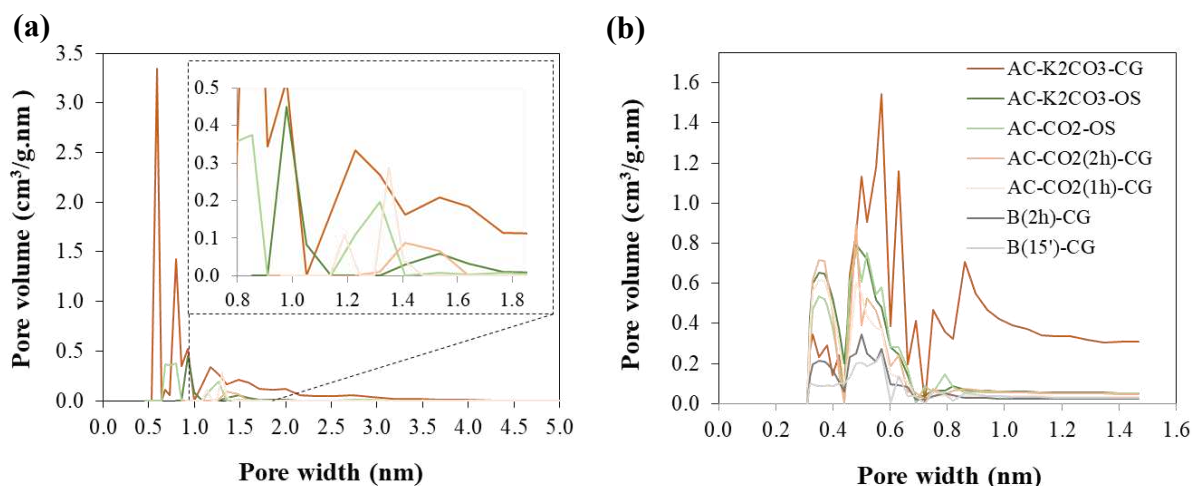 (a)
Pore volume (cm³/g.nm)
3.5
3.0
2.5
2.0
1.5
1.0
0.5
0.0
0.5
0.4
0.3
0.2
0.1
0.0
0.8 1.0 1.2 1.4 1.6 1.8
0.0 0.5 1.0 1.5 2.0 2.5 3.0 3.5 4.0 4.5 5.0
Pore width (nm)
(b)
Pore volume (cm³/g.nm)
1.6
1.4
1.2
1.0
0.8
0.6
0.4
0.2
0.0
AC-K2CO3-CG
AC-K2CO3-OS
AC-CO2-OS
AC-CO2(2h)-CG
AC-CO2(1h)-CG
B(2h)-CG
B(15')-CG
0.0 0.2 0.4 0.6 0.8 1.0 1.2 1.4 1.6
Pore width (nm)